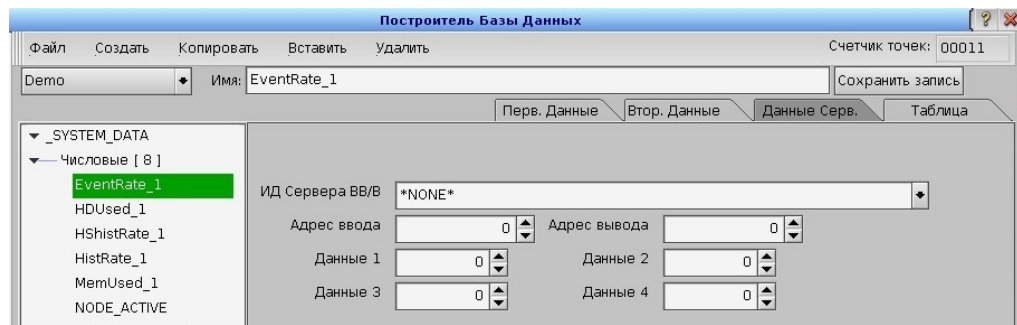 Построитель Базы Данных
Файл Создать Копировать Вставить Удалить Счетчик точек: 00011
Demo Имя: EventRate_1 Сохранить запись
Перв. Данные Втор. Данные Данные Серв. Таблица
_SYSTEM_DATA
Числовые [ 8 ]
EventRate_1
HDUsed_1
HShistRate_1
HistRate_1
MemUsed_1
NODE_ACTIVE
ИД Сервера ВВ/В *NONE*
Адрес ввода 0 Адрес вывода 0
Данные 1 0 Данные 2 0
Данные 3 0 Данные 4 0